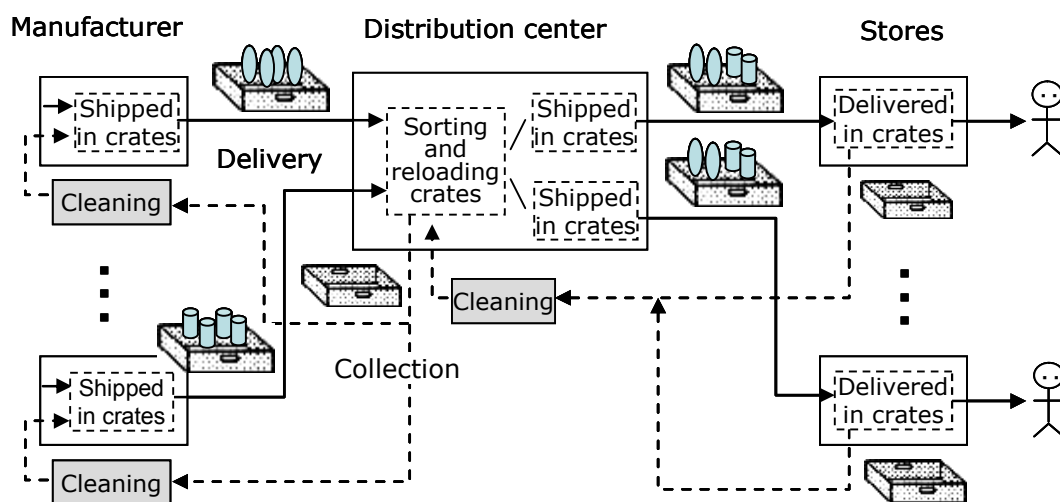 Manufacturer
Distribution center
Stores
Shipped
in crates
Delivery
Cleaning
Sorting
and
reloading
crates
Shipped
in crates
Shipped
in crates
Delivered
in crates
Cleaning
Collection
Shipped
in crates
Cleaning
Delivered
in crates